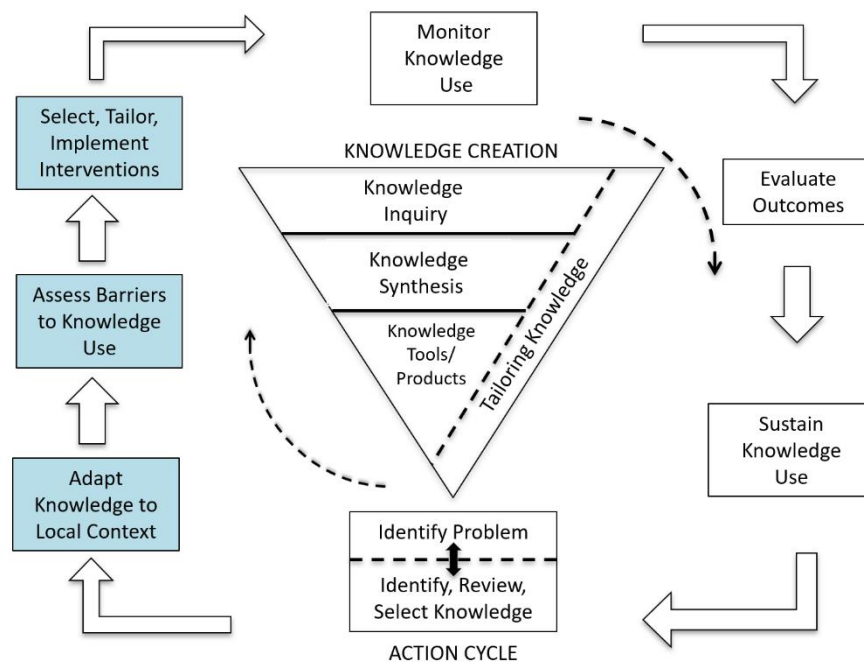 Monitor
Knowledge
Use
Select, Tailor,
Implement
Interventions
KNOWLEDGE CREATION
Knowledge
Inquiry
Evaluate
Outcomes
Knowledge
Synthesis
Assess Barriers
to Knowledge
Use
Knowledge
Tools/
Products
Tailoring Knowledge
Sustain
Knowledge
Use
Adapt
Knowledge to
Local Context
Identify Problem
Identify, Review,
Select Knowledge
ACTION CYCLE